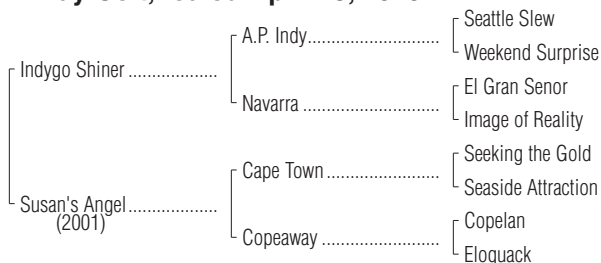 Seattle Slew
A.P. Indy
Weekend Surprise
Indygo Shiner
El Gran Senor
Navarra
Image of Reality
Seeking the Gold
Cape Town
Seaside Attraction
Susan's Angel
(2001)
Copelan
Copeaway
Eloquack